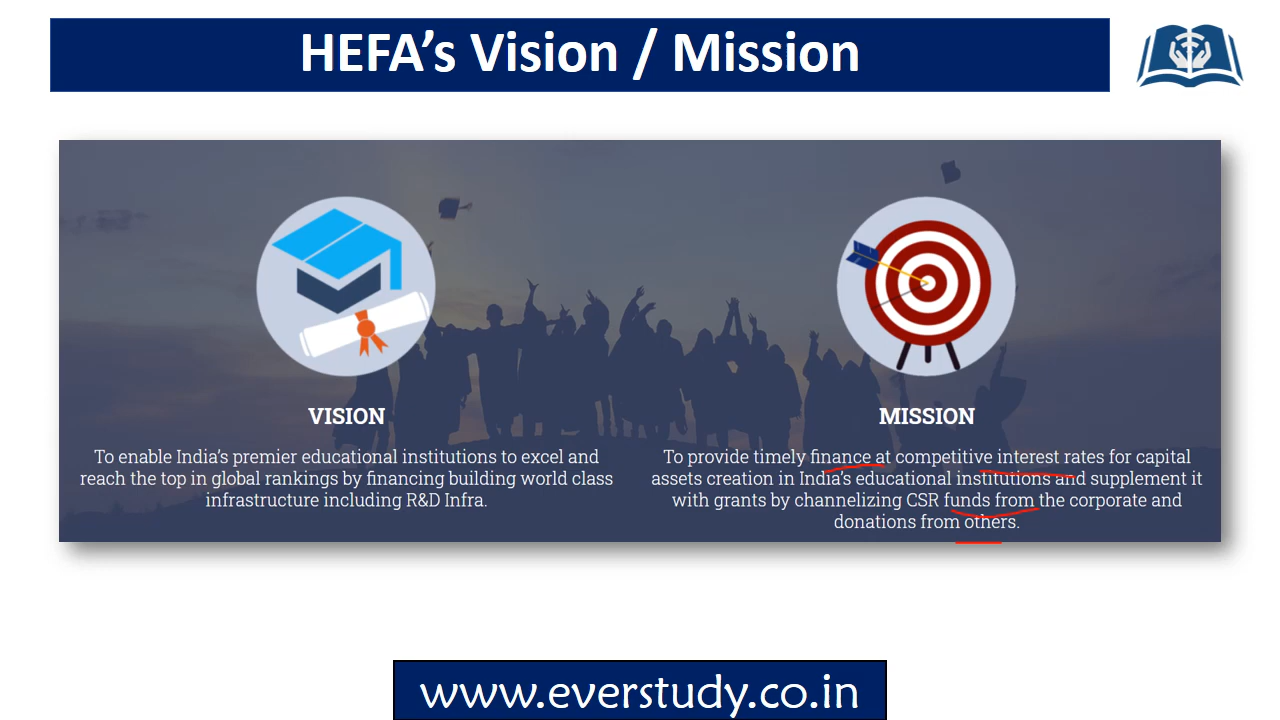 HEFA's Vision / Mission
VISION
To enable India's premier educational institutions to excel and
reach the top in global rankings by financing building world class
infrastructure including R&D Infra.
MISSION
To provide timely finance at competitive interest rates for capital
assets creation in India's educational institutions and supplement it
with grants by channelizing CSR funds from the corporate and
donations from others.
www.everstudy.co.in